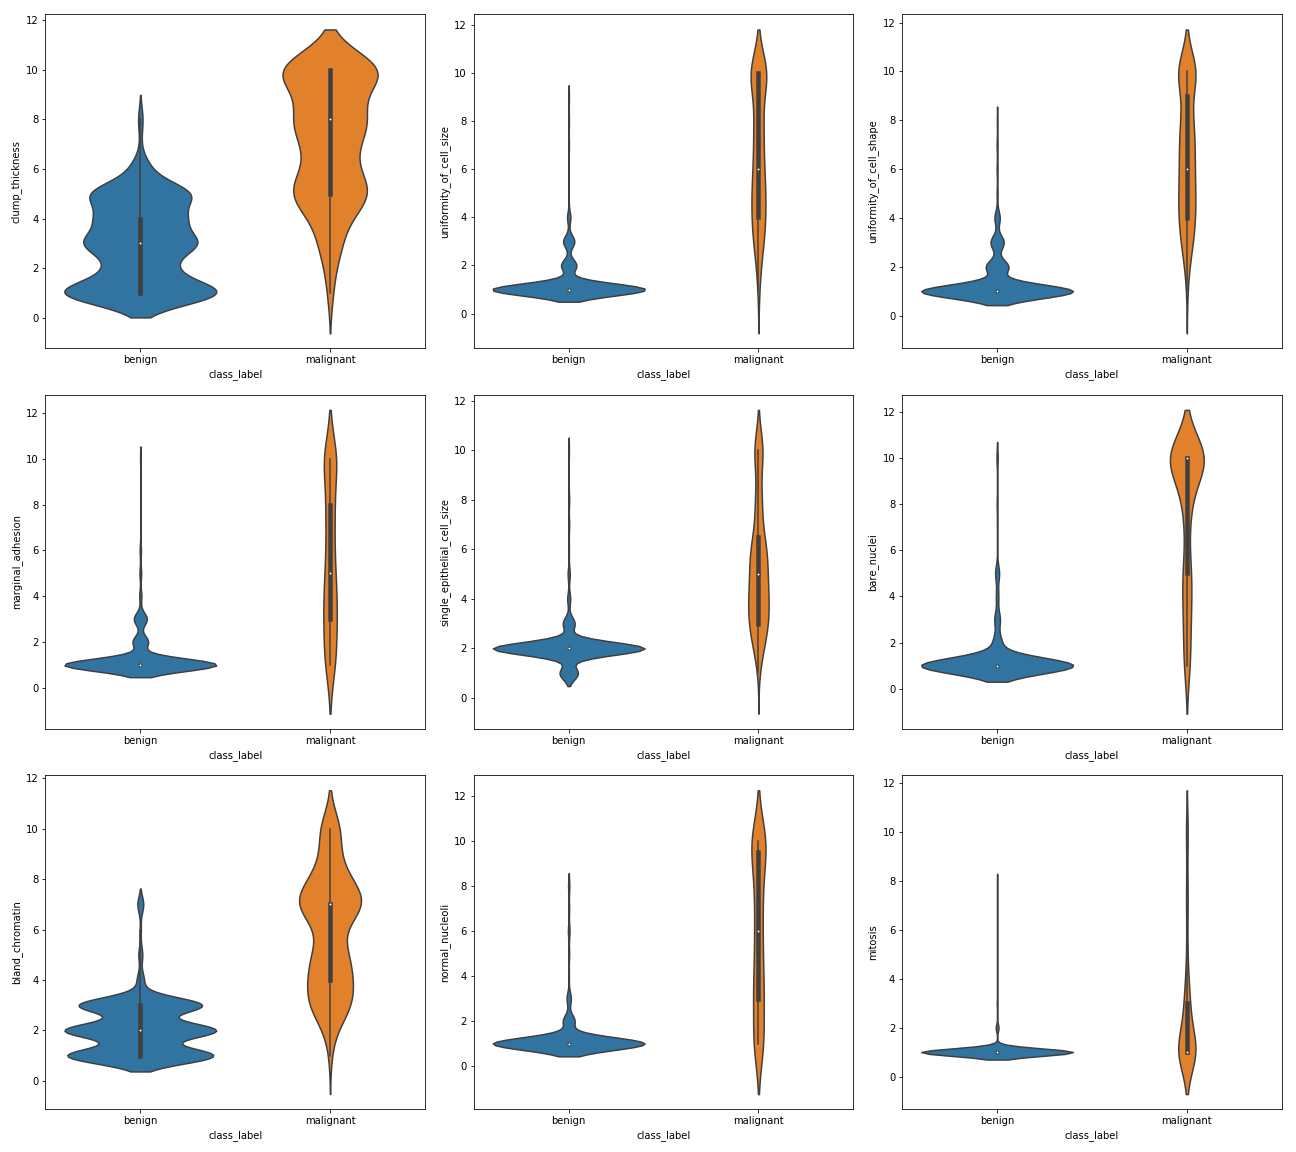 12
10
8
6
4
2
0
clump_thickness
benign
malignant
class_label
12
10
8
6
4
2
0
uniformity_of_cell_size
benign
malignant
class_label
12
10
8
6
4
2
0
uniformity_of_cell_shape
benign
malignant
class_label
12
10
8
6
4
2
0
marginal_adhesion
benign
malignant
class_label
12
10
8
6
4
2
0
single_epithelial_cell_size
benign
malignant
class_label
12
10
8
6
4
2
0
bare_nuclei
benign
malignant
class_label
12
10
8
6
4
2
0
bland_chromatin
benign
malignant
class_label
12
10
8
6
4
2
0
normal_nucleoli
benign
malignant
class_label
12
10
8
6
4
2
0
mitosis
benign
malignant
class_label